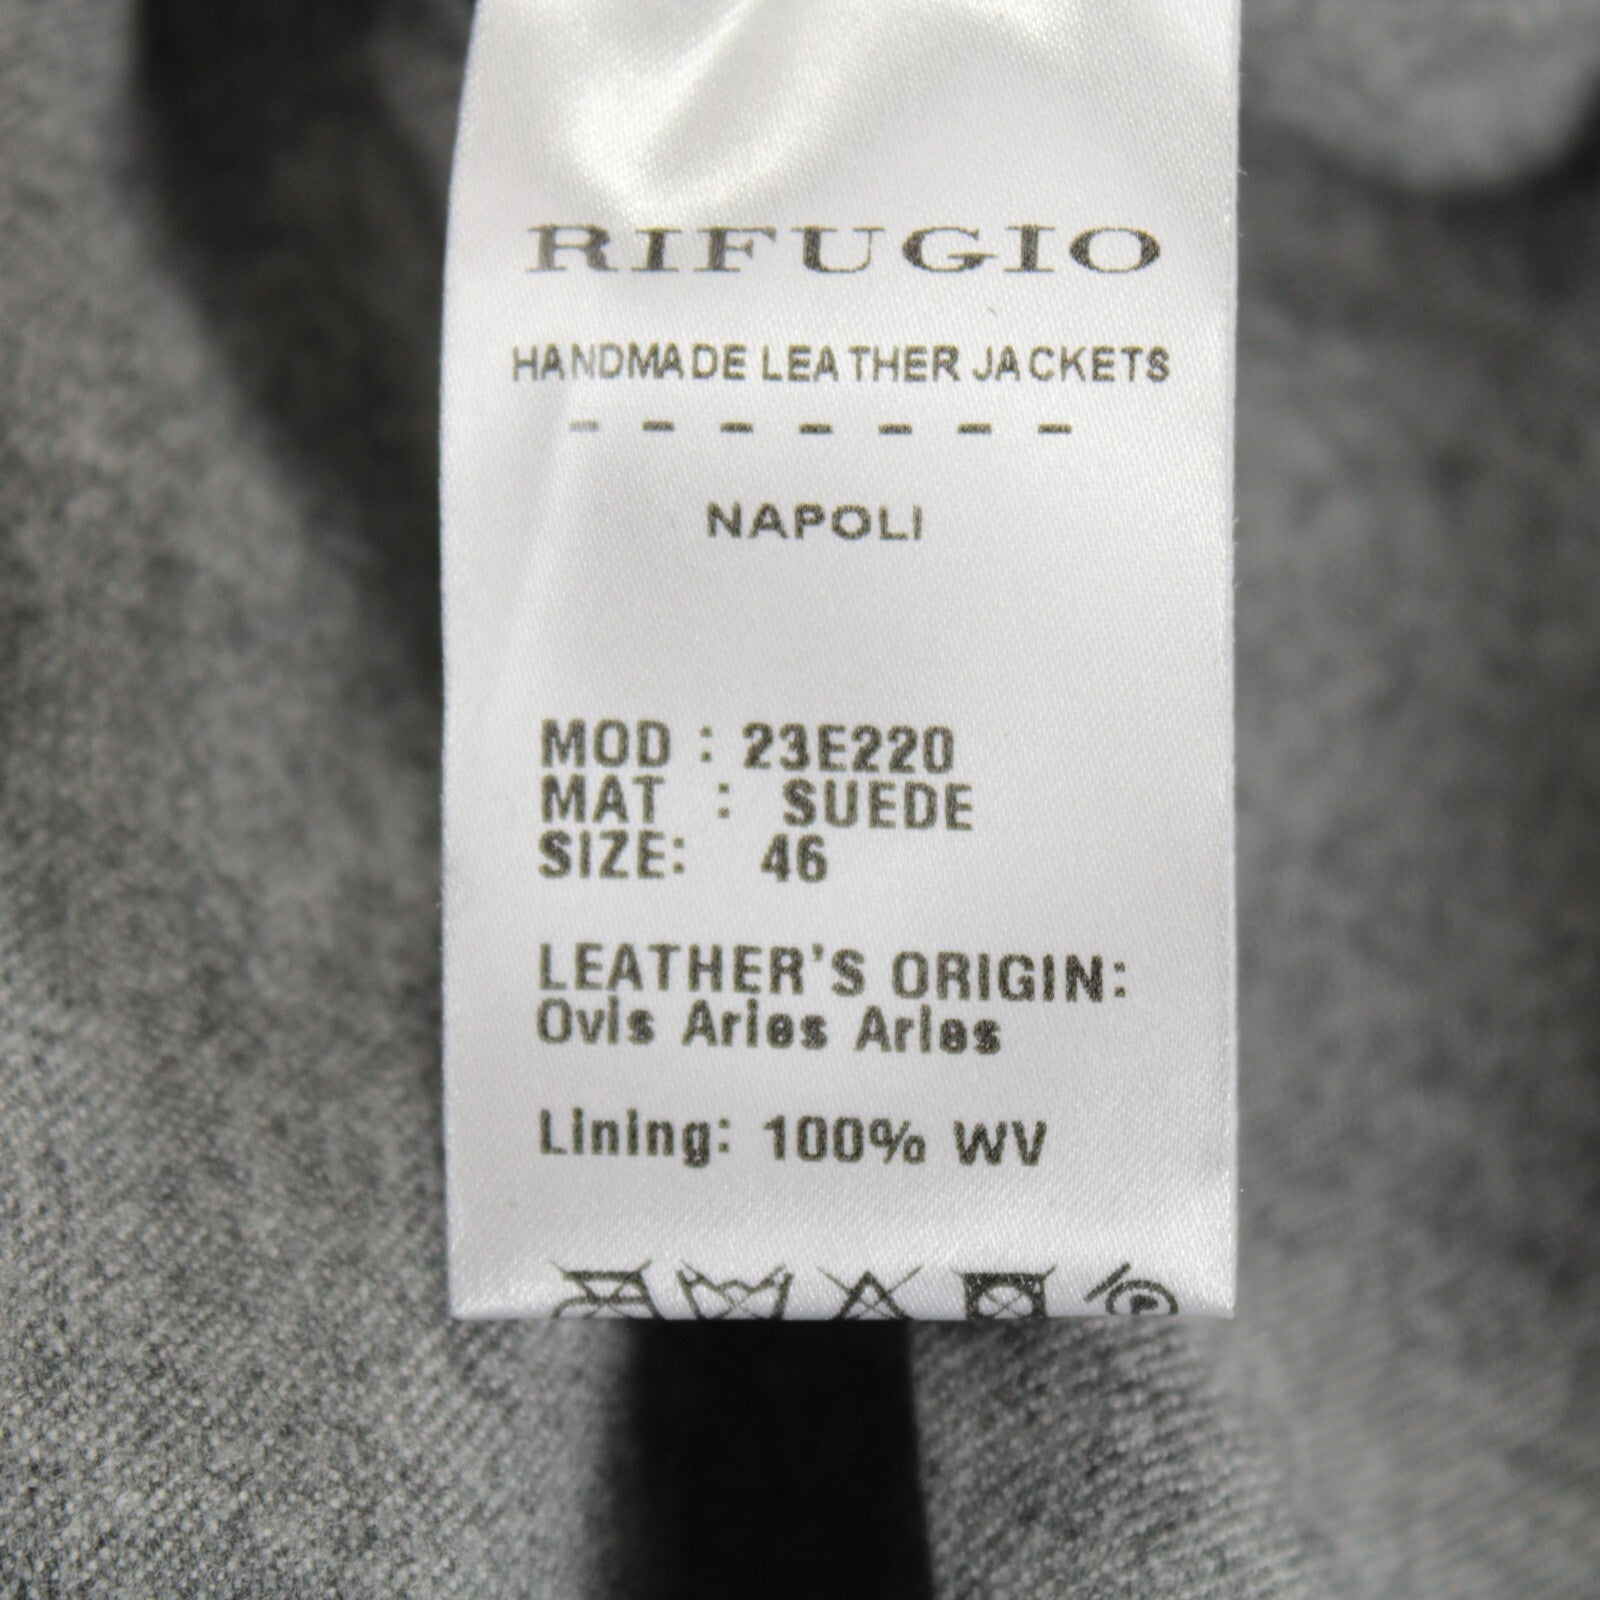 RIFUGIO
HANDMADE LEATHER JACKETS
- - - - - - -
NAPOLI
MOD : 23E220
MAT : SUEDE
SIZE: 46
LEATHER'S ORIGIN:
Ovis Aries Aries
Lining: 100% WV
P